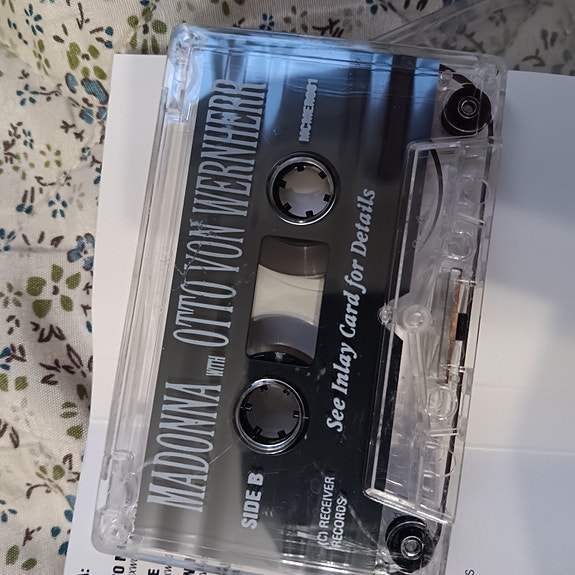 MADONNA WITH OTTO VON WERNHERR
SIDE B
See Inlay Card for Details
(C) RECEIVER
RECORDS